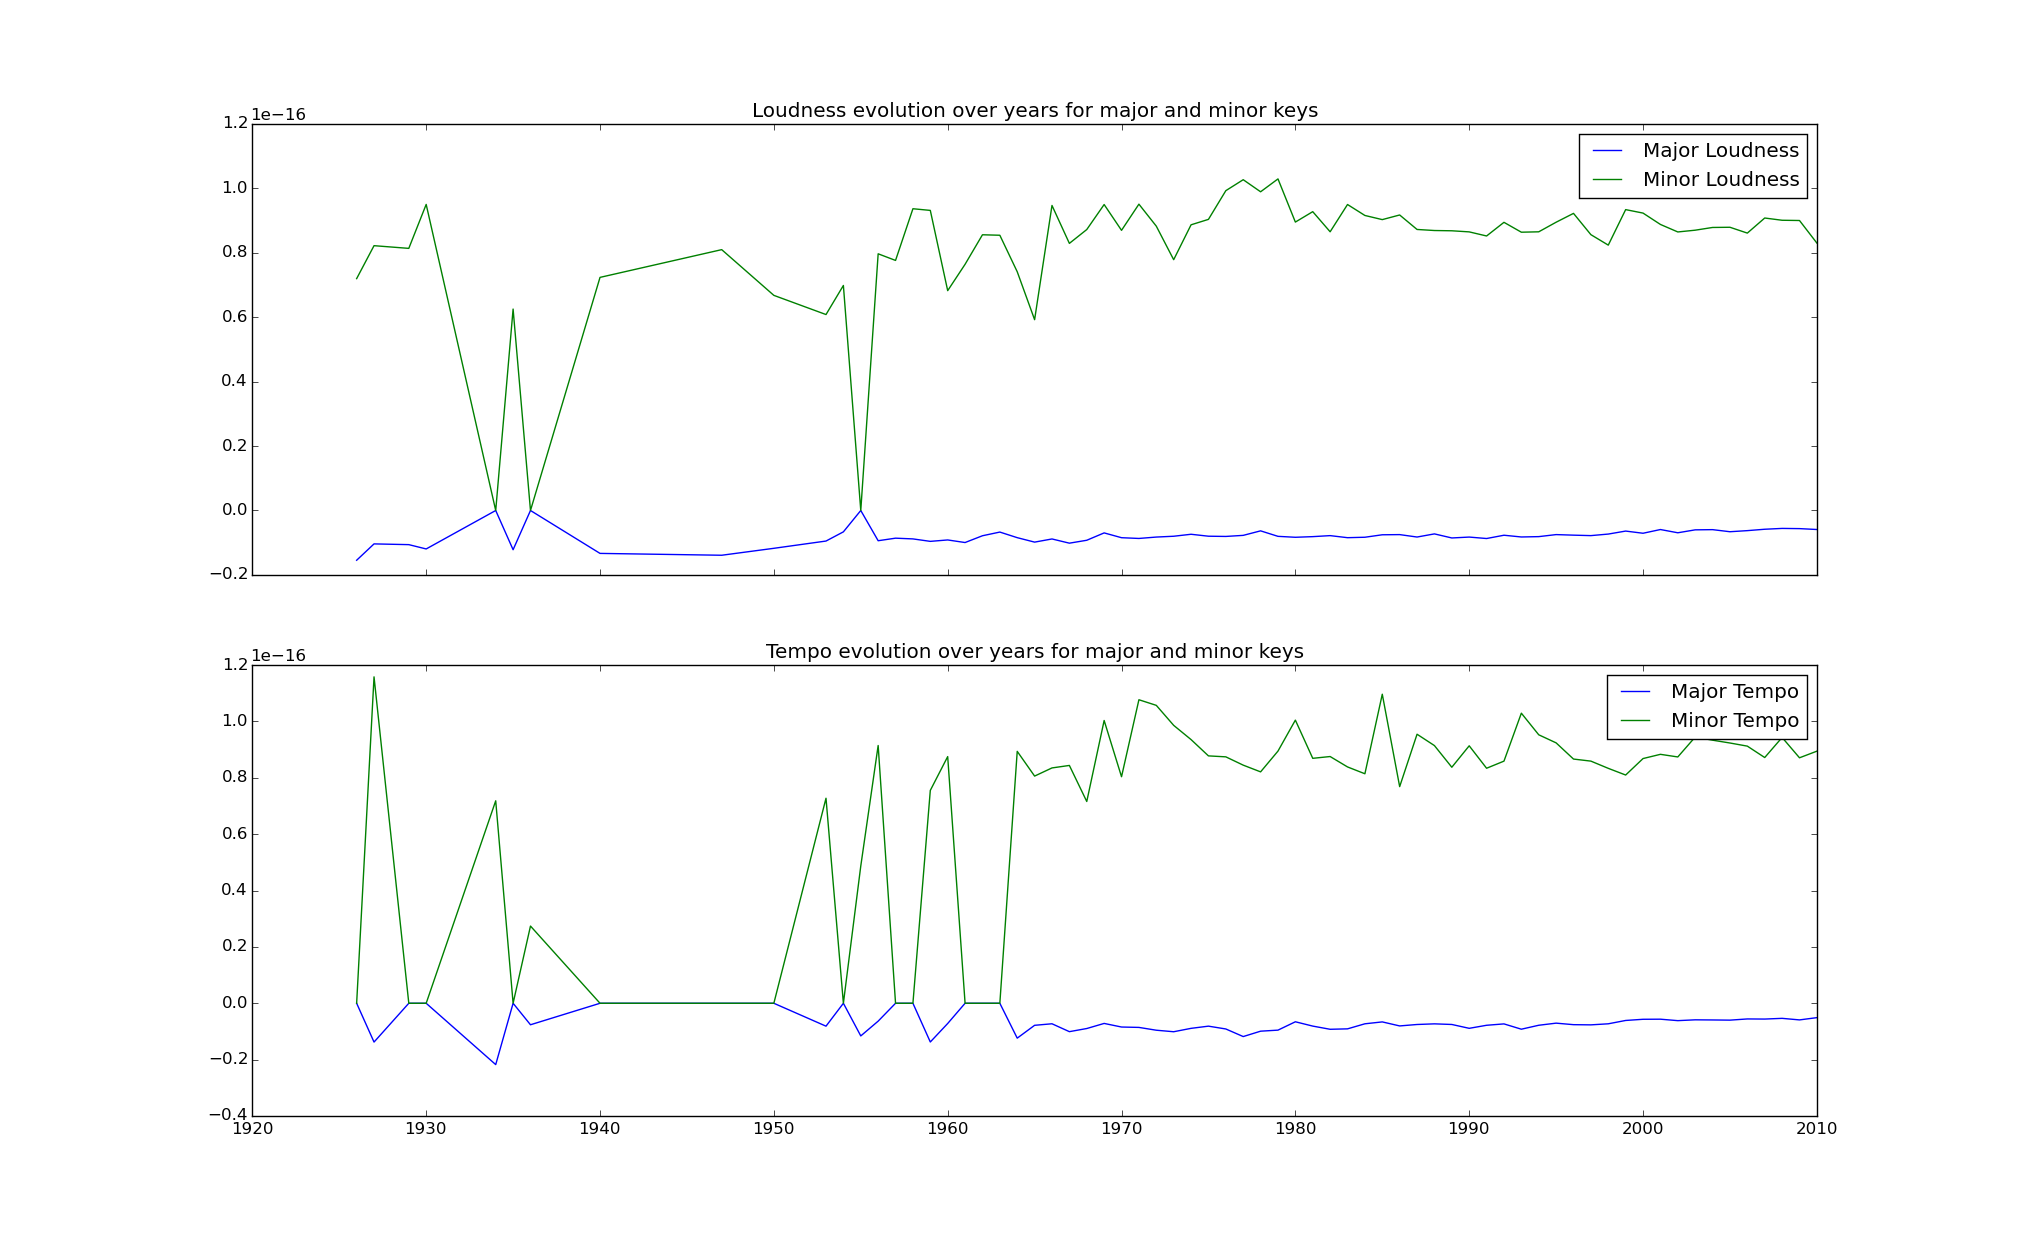 Loudness evolution over years for major and minor keys
1e−16
1.2
1.0
0.8
0.6
0.4
0.2
0.0
−0.2
Major Loudness
Minor Loudness
Tempo evolution over years for major and minor keys
1e−16
1.2
1.0
0.8
0.6
0.4
0.2
0.0
−0.2
−0.4
Major Tempo
Minor Tempo
1920 1930 1940 1950 1960 1970 1980 1990 2000 2010